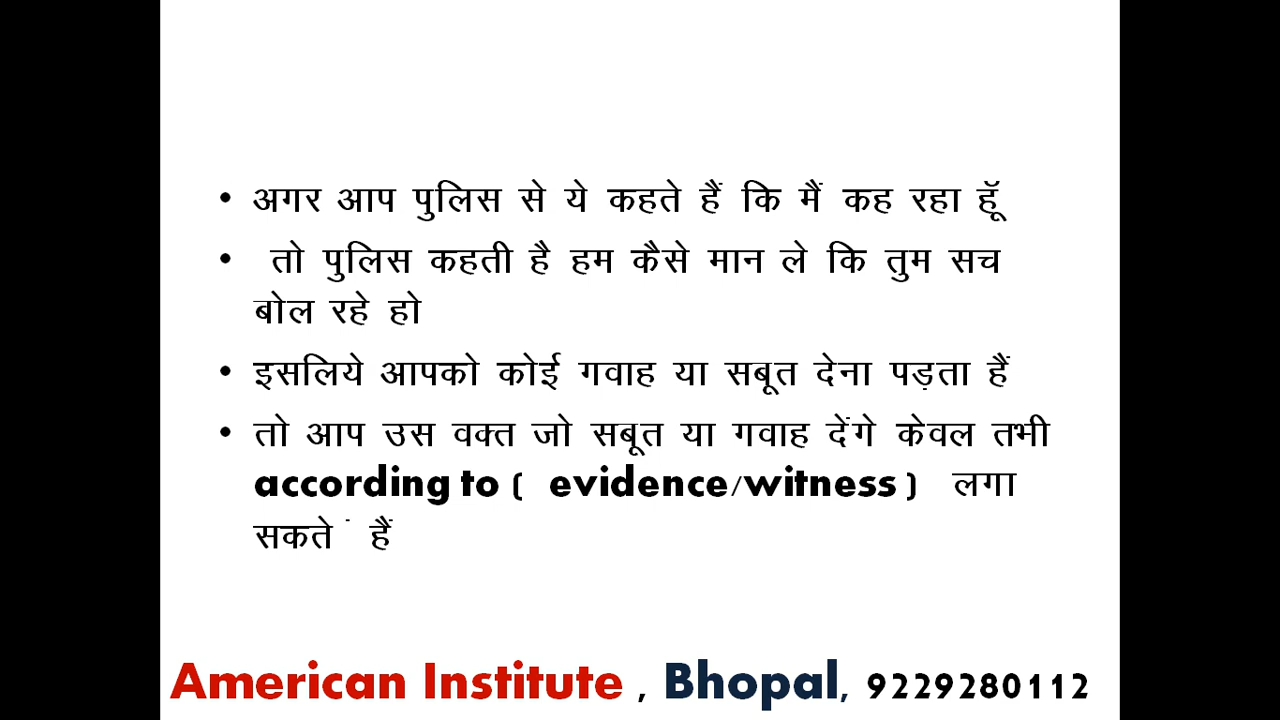 • अगर आप पुलिस से ये कहते हैं कि मैं कह रहा हूॅ
• तो पुलिस कहती है हम कैसे मान ले कि तुम सच
बोल रहे हो
• इसलिये आपको कोई गवाह या सबूत देना पड़ता हैं
• तो आप उस वक्त जो सबूत या गवाह देंगे केवल तभी
according to ( evidence/witness ) लगा
सकतें हैं
American Institute , Bhopal, 9229280112